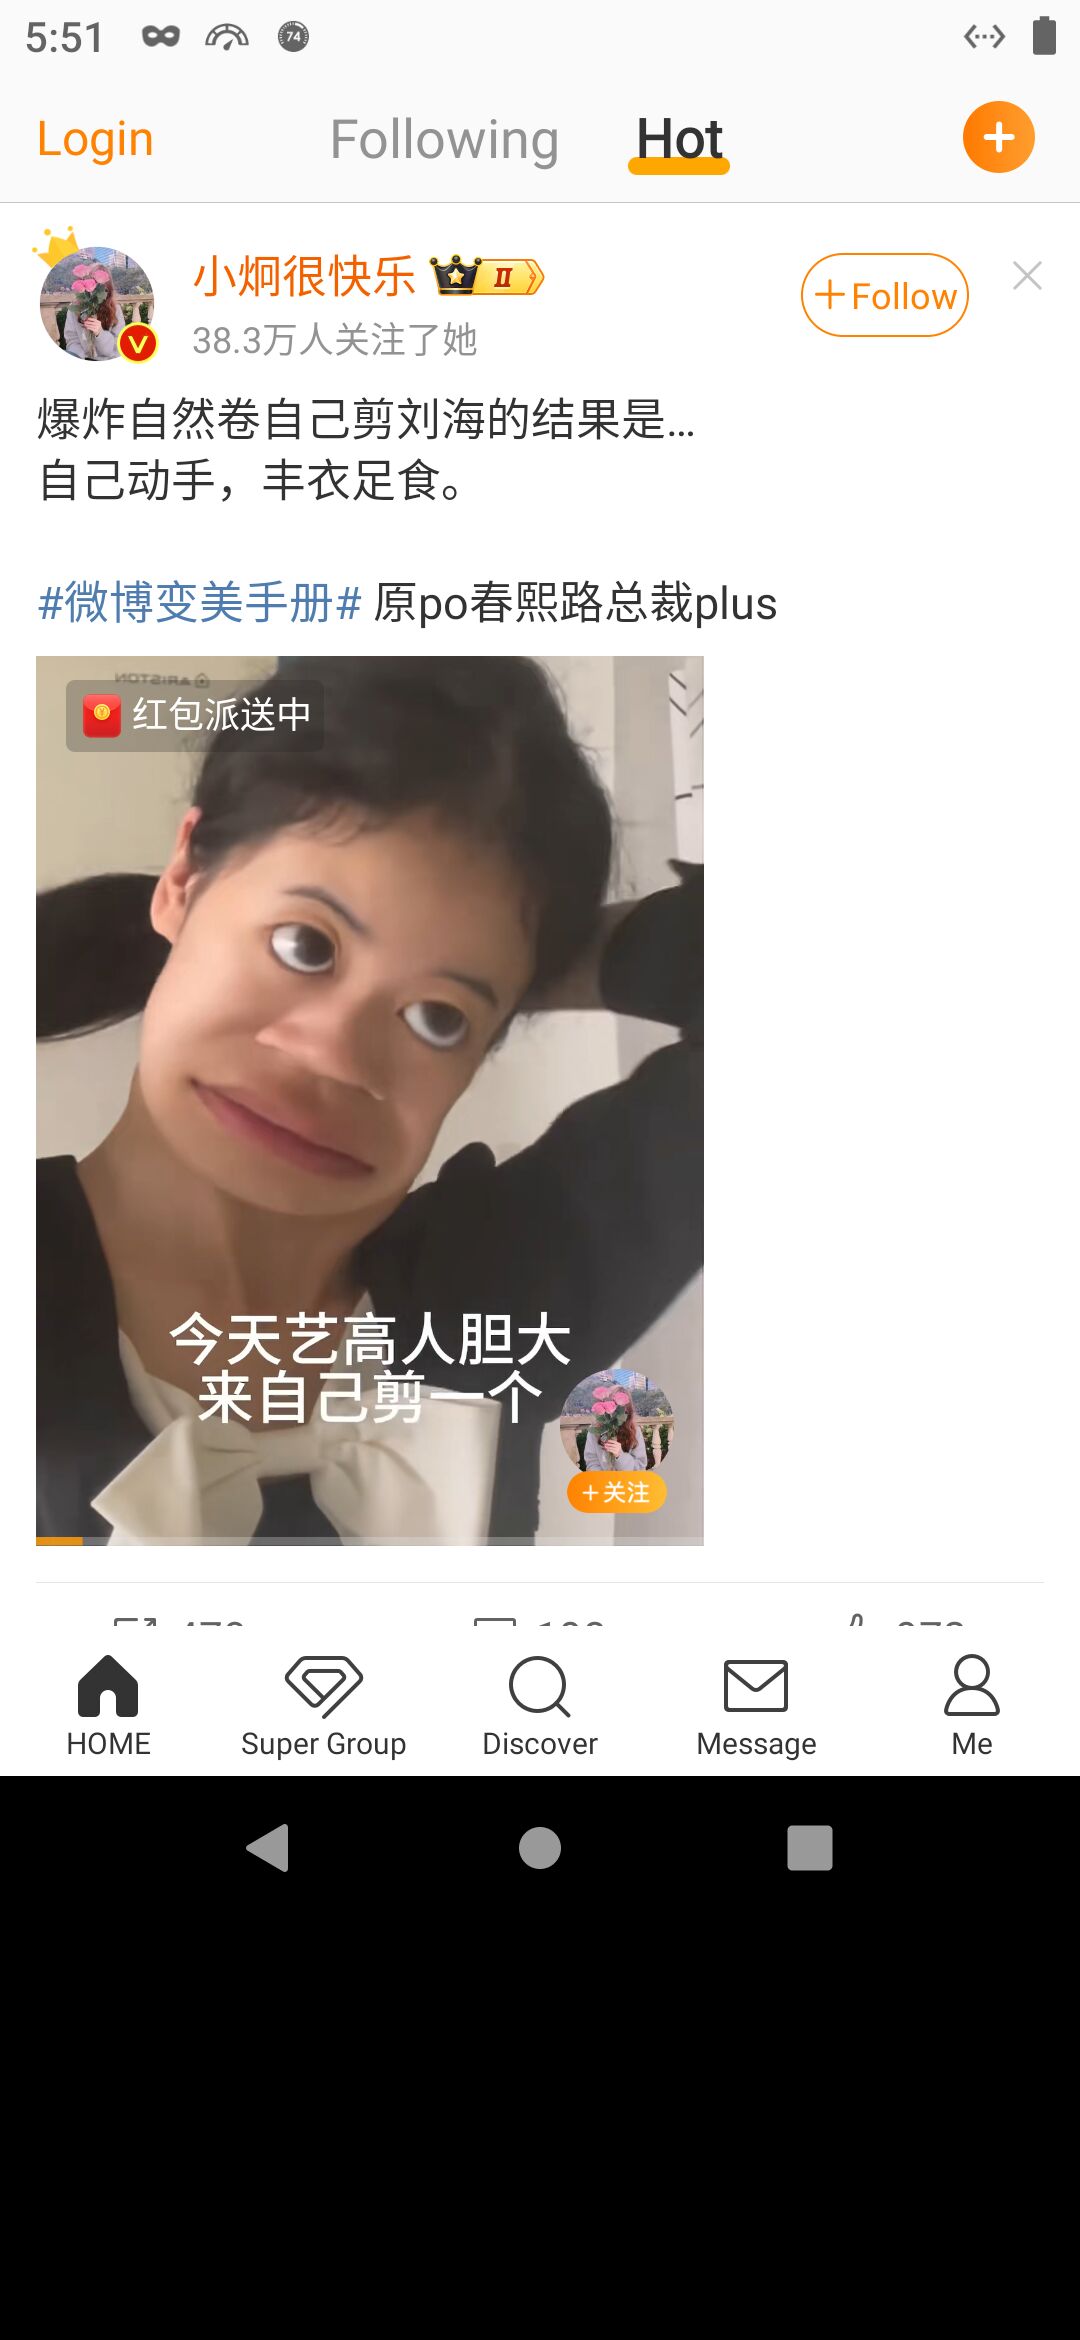 5:51
74
Login
Following
Hot
小炯很快乐
II
38.3万人关注了她
+Follow
爆炸自然卷自己剪刘海的结果是...
自己动手，丰衣足食。
#微博变美手册# 原po春熙路总裁plus
ARISTON
红包派送中
今天艺高人胆大
来自己剪一个
+关注
HOME
Super Group
Discover
Message
Me